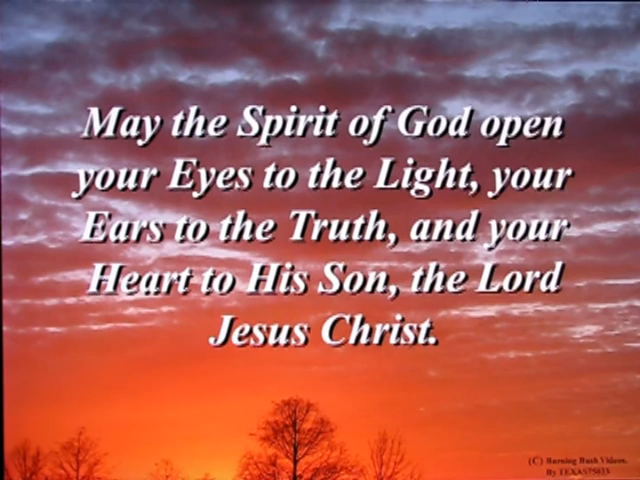 May the Spirit of God open
your Eyes to the Light, your
Ears to the Truth, and your
Heart to His Son, the Lord
Jesus Christ.
(C) Burning Bush Videos.